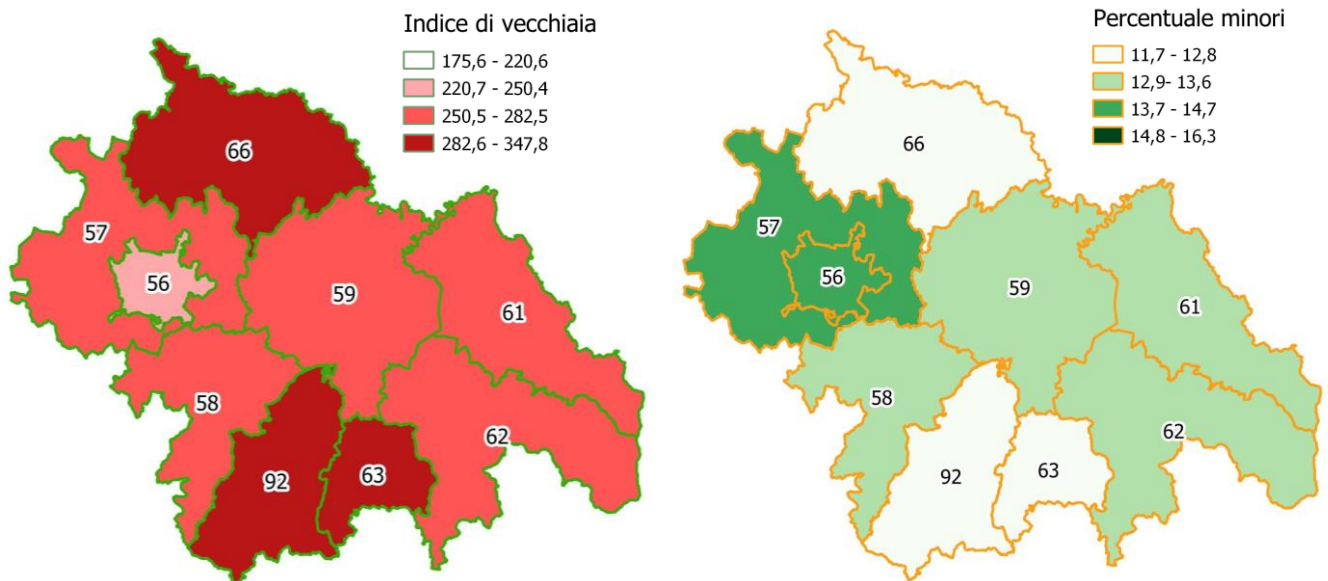 Indice di vecchiaia
175,6 - 220,6
220,7 - 250,4
250,5 - 282,5
282,6 - 347,8
66
57
56
59
61
58
62
92
63
Percentuale minori
11,7 - 12,8
12,9- 13,6
13,7 - 14,7
14,8 - 16,3
66
57
56
59
61
58
62
92
63